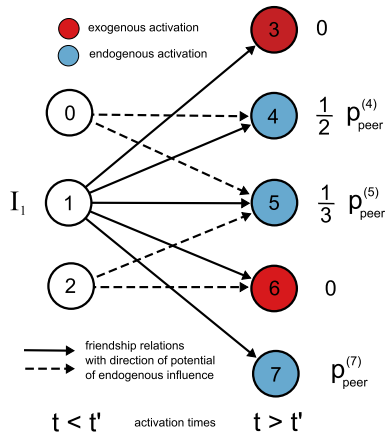 exogenous activation
endogenous activation
3 0
0 4 1/2 p_peer^(4)
I₁ 1 5 1/3 p_peer^(5)
2 6 0
7 p_peer^(7)
friendship relations
with direction of potential
of endogenous influence
t < t' activation times t > t'